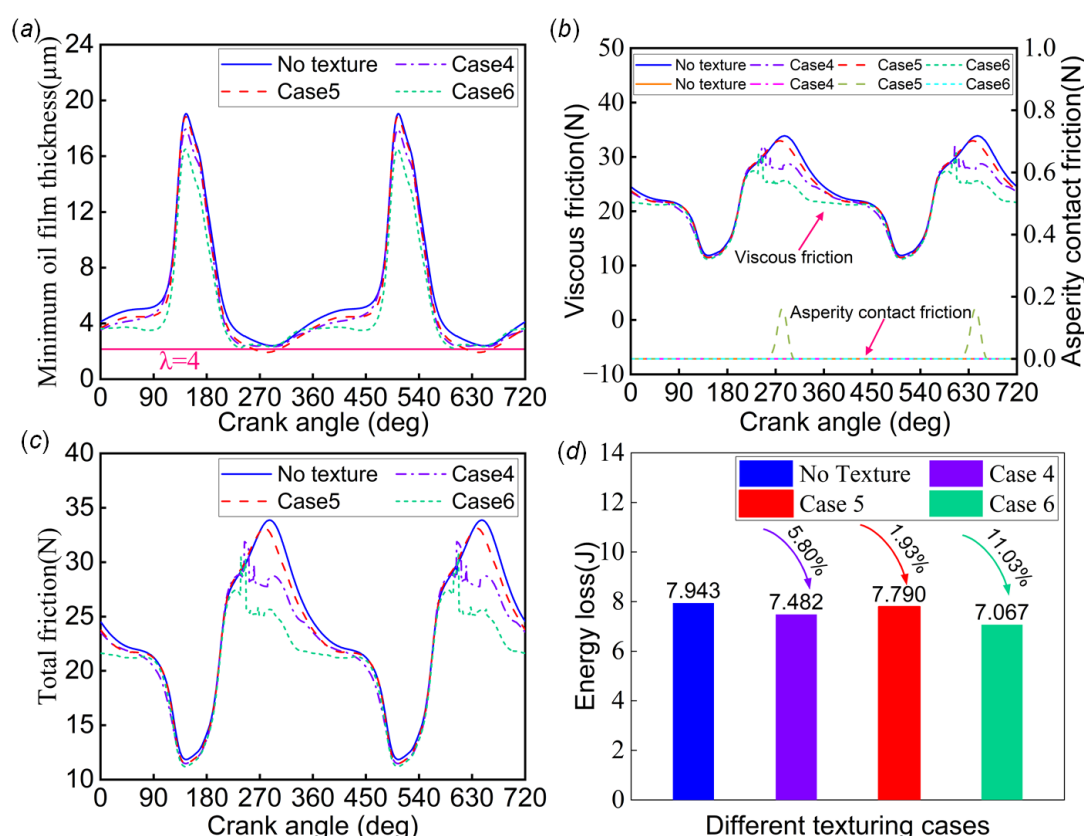 (a)
Minimum oil film thickness(μm)
24
20
16
12
8
4
0
No texture
Case4
Case5
Case6
λ=4
0 90 180 270 360 450 540 630 720
Crank angle (deg)
(b)
Viscous friction(N)
50
40
30
20
10
0
−10
No texture Case4 Case5 Case6
No texture Case4 Case5 Case6
Viscous friction
Asperity contact friction
1.0
0.8
0.6
0.4
0.2
0.0
Asperity contact friction(N)
0 90 180 270 360 450 540 630 720
Crank angle (deg)
(c)
Total friction(N)
40
35
30
25
20
15
10
No texture
Case4
Case5
Case6
0 90 180 270 360 450 540 630 720
Crank angle (deg)
(d)
Energy loss(J)
14
12
10
8
6
4
2
0
No Texture
Case 4
Case 5
Case 6
5.80%
1.93%
11.03%
7.943
7.482
7.790
7.067
Different texturing cases